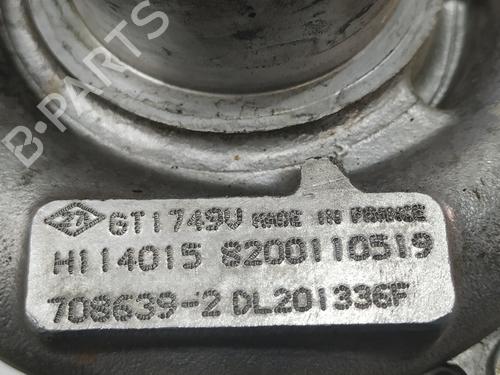 B-PARTS
GT1749V MADE IN FRANCE
H114015 8200110519
708639-2 DL201336F